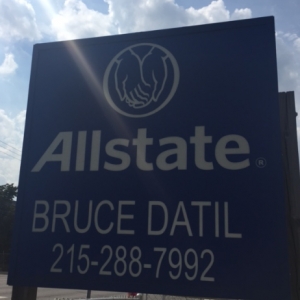 Allstate®
BRUCE DATIL
215-288-7992